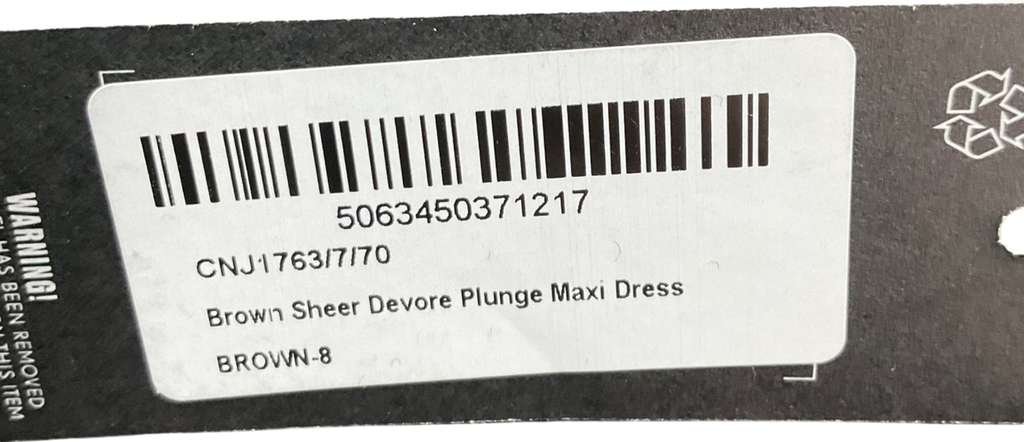 5063450371217
CNJ1763/7/70
Brown Sheer Devore Plunge Maxi Dress
BROWN-8
WARNING!
HAS BEEN REMOVED
THIS ITEM